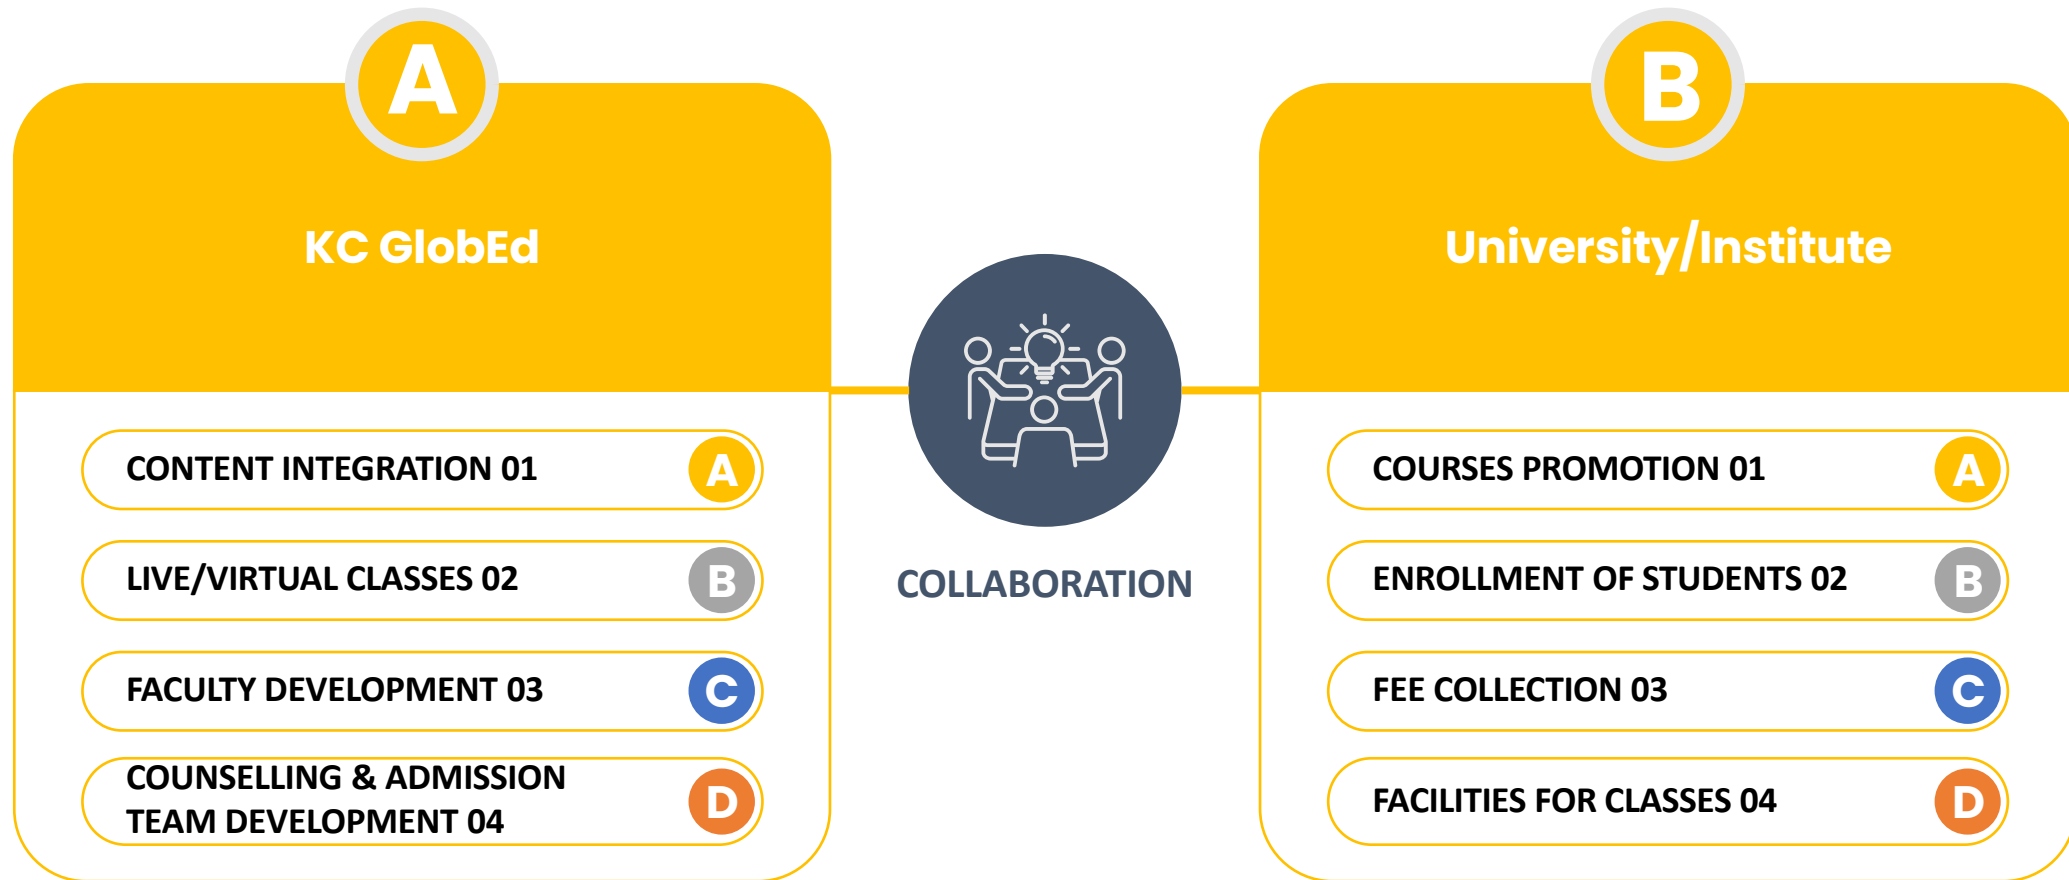 A
KC GlobEd
CONTENT INTEGRATION 01 A
LIVE/VIRTUAL CLASSES 02 B
FACULTY DEVELOPMENT 03 C
COUNSELLING & ADMISSION
TEAM DEVELOPMENT 04 D
COLLABORATION
B
University/Institute
COURSES PROMOTION 01 A
ENROLLMENT OF STUDENTS 02 B
FEE COLLECTION 03 C
FACILITIES FOR CLASSES 04 D